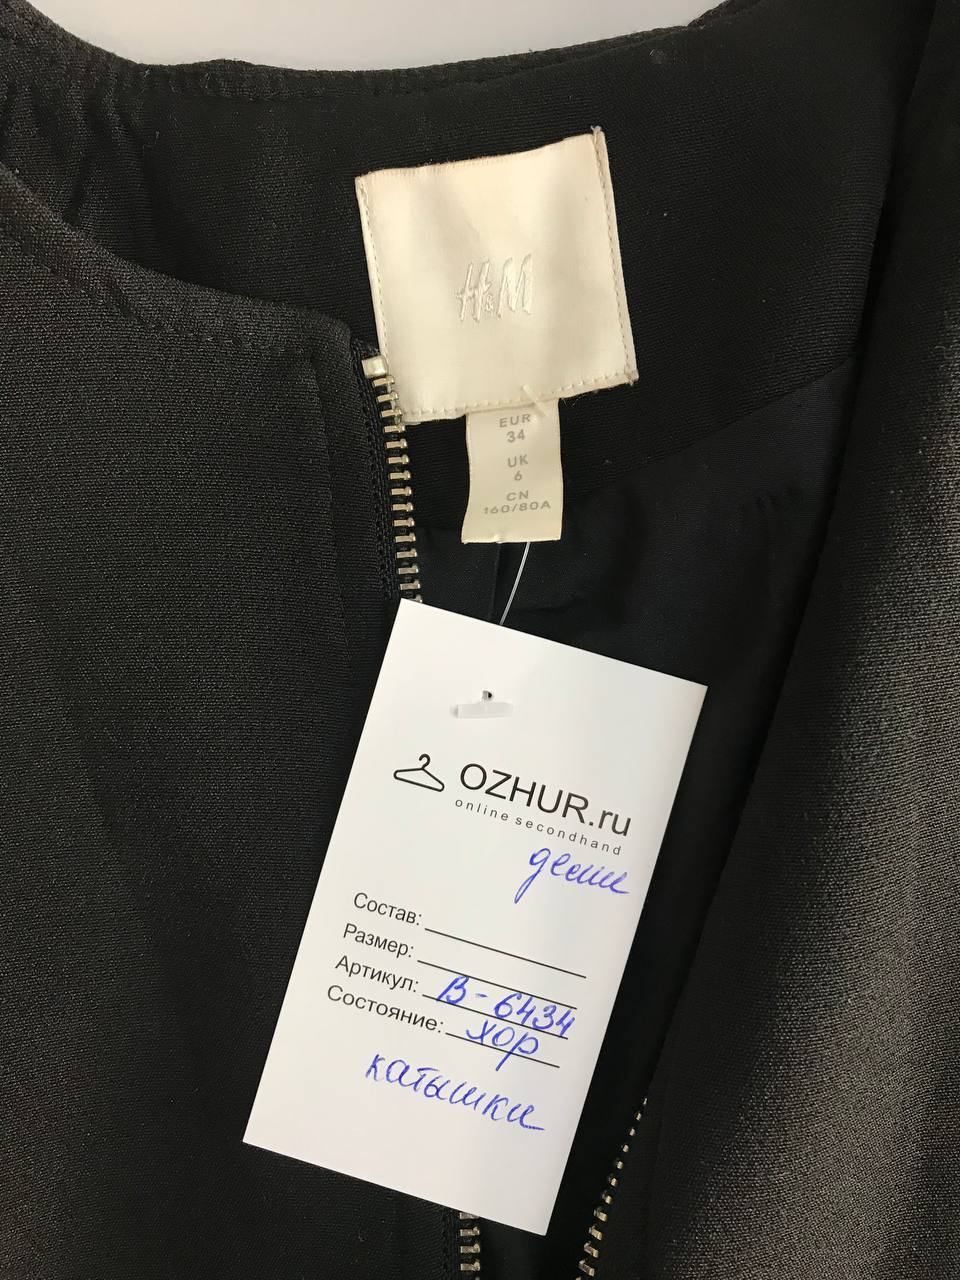 H&M
EUR
34
UK
6
CN
160/80A
OZHUR.ru
online secondhand
деми
Состав:
Размер:
Артикул: В-6434
Состояние: хор
катышки